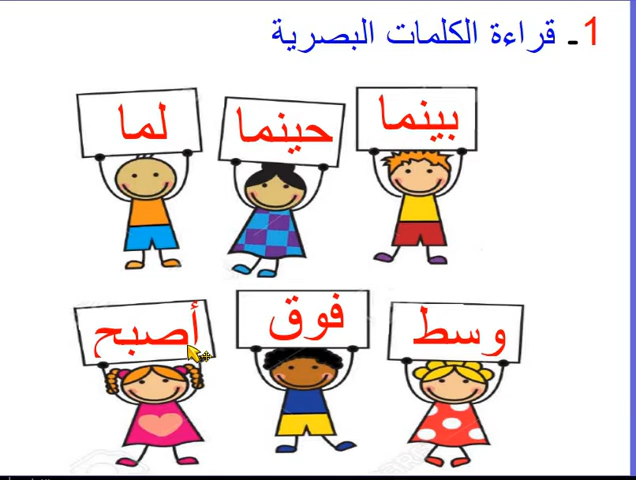 1- قراءة الكلمات البصرية
بينما
حينما
لما
وسط
فوق
أصبح